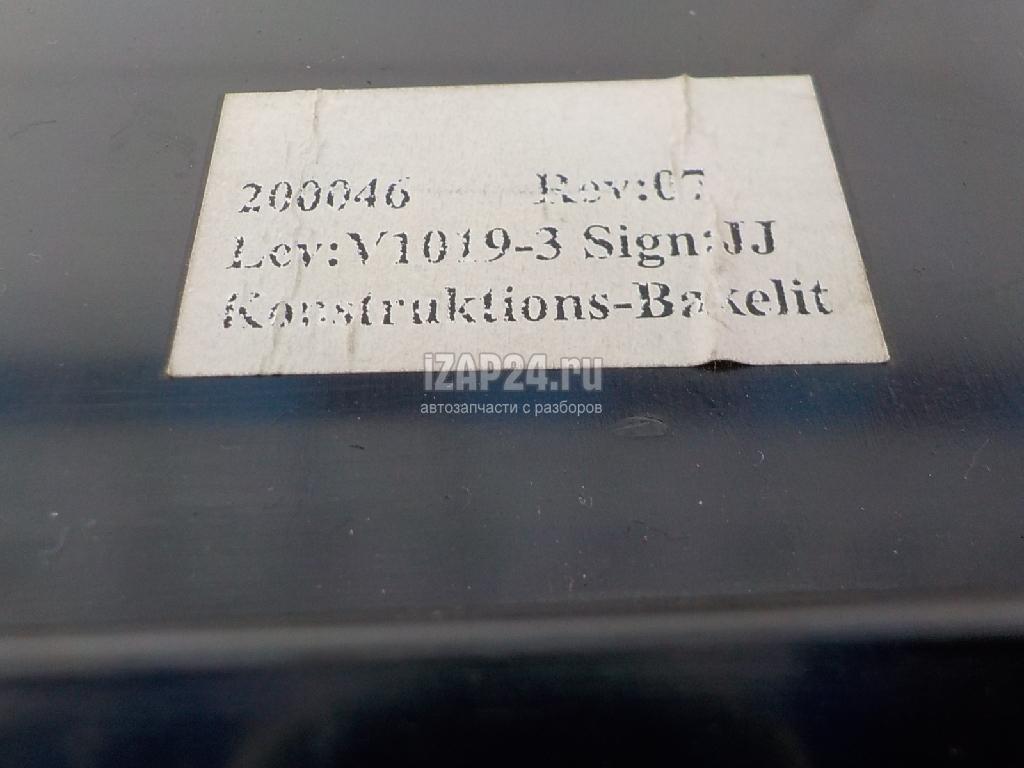 200046 Rev:07
Lev:V1019-3 Sign:JJ
Konstruktions-Bakelit
iZAP24.ru
автозапчасти с разборов